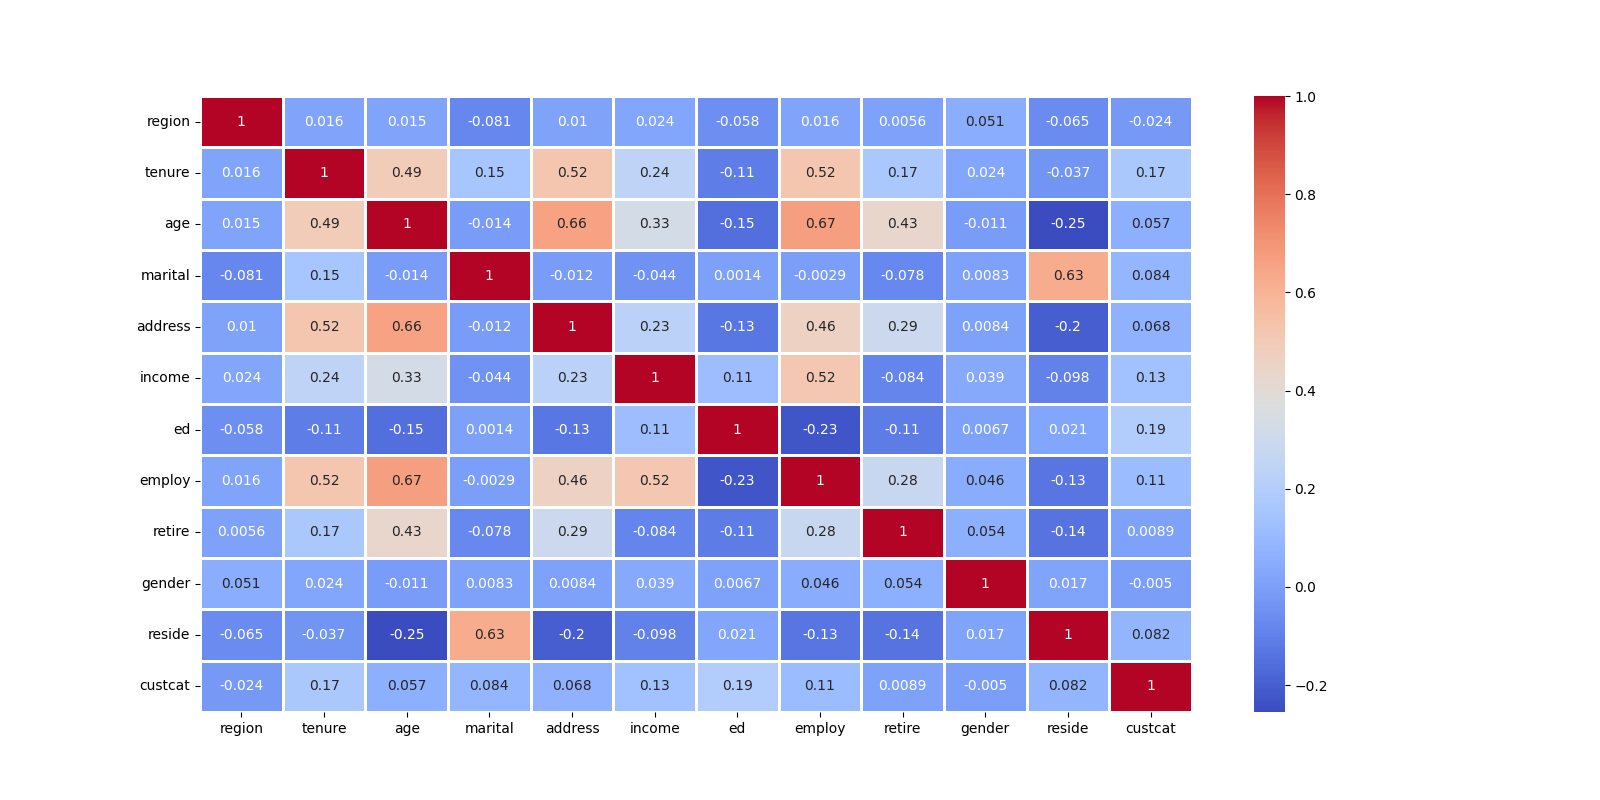 region 1 0.016 0.015 -0.081 0.01 0.024 -0.058 0.016 0.0056 0.051 -0.065 -0.024
tenure 0.016 1 0.49 0.15 0.52 0.24 -0.11 0.52 0.17 0.024 -0.037 0.17
age 0.015 0.49 1 -0.014 0.66 0.33 -0.15 0.67 0.43 -0.011 -0.25 0.057
marital -0.081 0.15 -0.014 1 -0.012 -0.044 0.0014 -0.0029 -0.078 0.0083 0.63 0.084
address 0.01 0.52 0.66 -0.012 1 0.23 -0.13 0.46 0.29 0.0084 -0.2 0.068
income 0.024 0.24 0.33 -0.044 0.23 1 0.11 0.52 -0.084 0.039 -0.098 0.13
ed -0.058 -0.11 -0.15 0.0014 -0.13 0.11 1 -0.23 -0.11 0.0067 0.021 0.19
employ 0.016 0.52 0.67 -0.0029 0.46 0.52 -0.23 1 0.28 0.046 -0.13 0.11
retire 0.0056 0.17 0.43 -0.078 0.29 -0.084 -0.11 0.28 1 0.054 -0.14 0.0089
gender 0.051 0.024 -0.011 0.0083 0.0084 0.039 0.0067 0.046 0.054 1 0.017 -0.005
reside -0.065 -0.037 -0.25 0.63 -0.2 -0.098 0.021 -0.13 -0.14 0.017 1 0.082
custcat -0.024 0.17 0.057 0.084 0.068 0.13 0.19 0.11 0.0089 -0.005 0.082 1
region tenure age marital address income ed employ retire gender reside custcat
1.0
0.8
0.6
0.4
0.2
0.0
−0.2